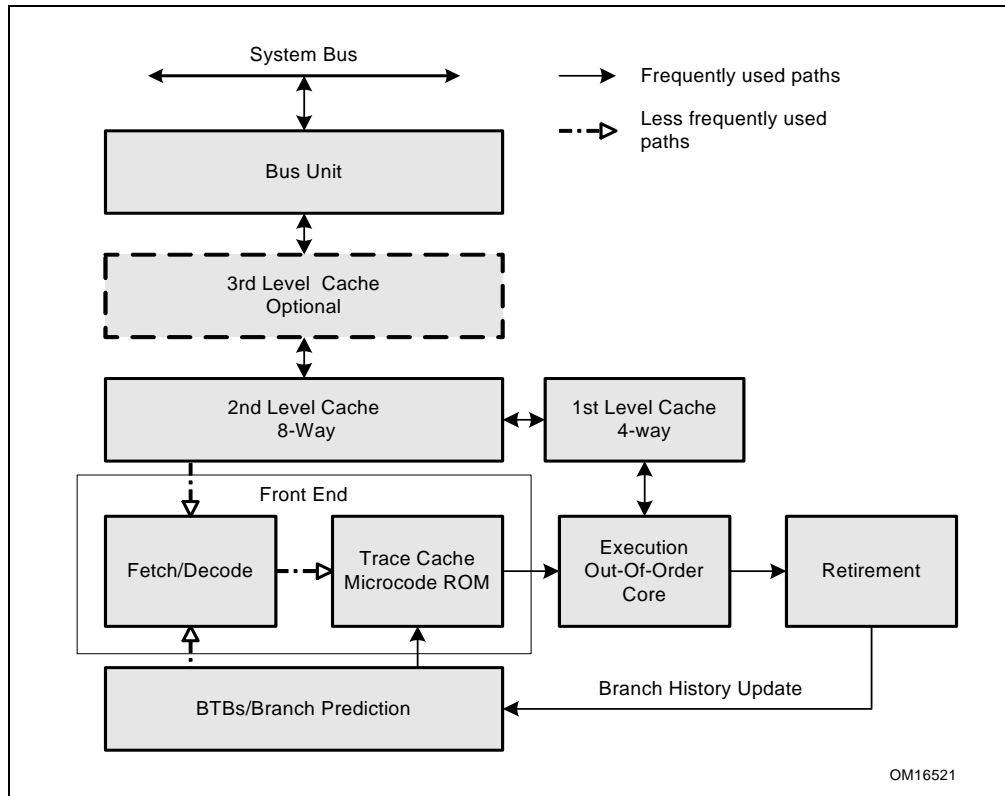 System Bus
Frequently used paths
Less frequently used
paths
Bus Unit
3rd Level Cache
Optional
2nd Level Cache
8-Way
1st Level Cache
4-way
Front End
Fetch/Decode
Trace Cache
Microcode ROM
Execution
Out-Of-Order
Core
Retirement
BTBs/Branch Prediction
Branch History Update
OM16521